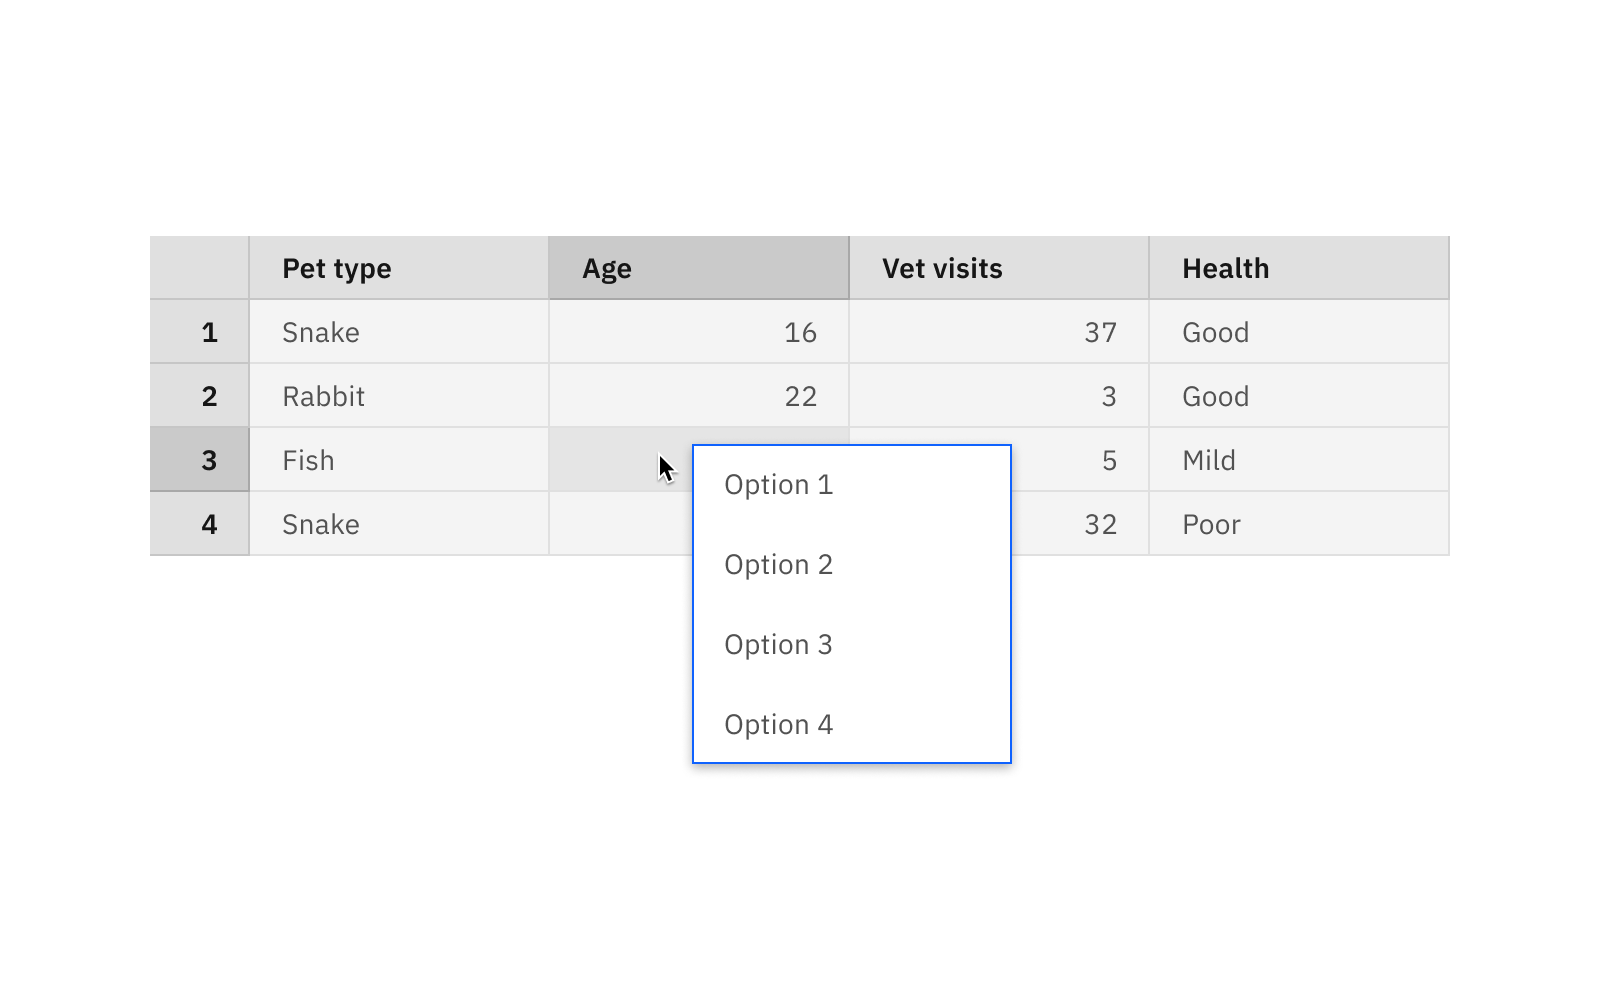 Pet type Age Vet visits Health
1 Snake 16 37 Good
2 Rabbit 22 3 Good
3 Fish 5 Mild
4 Snake 32 Poor
Option 1
Option 2
Option 3
Option 4